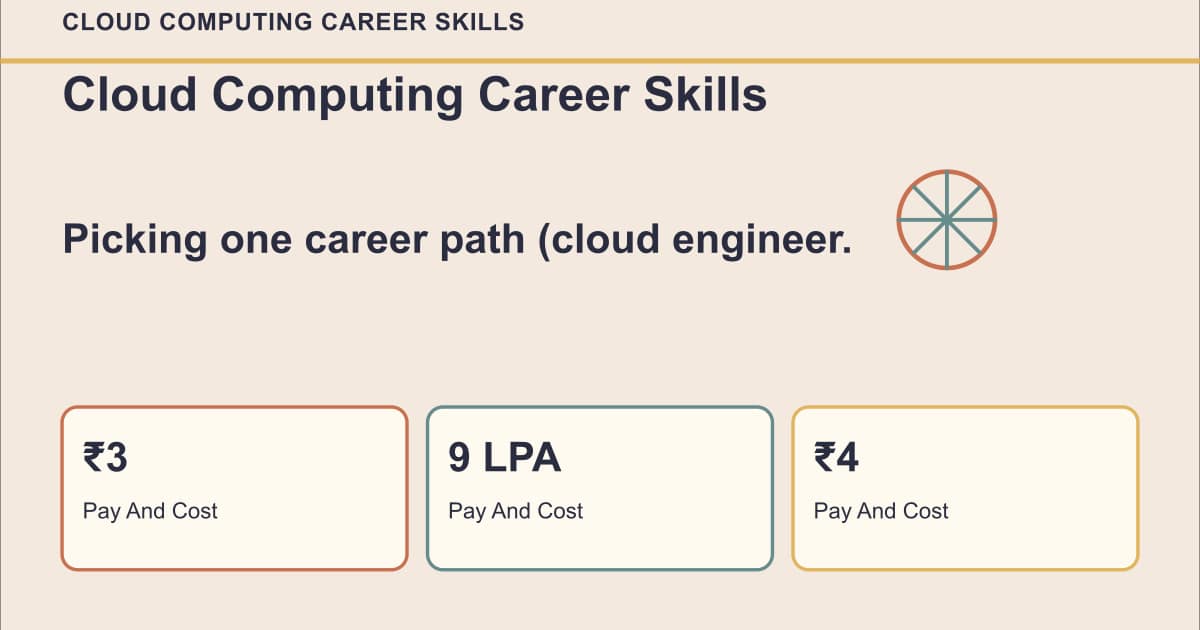 CLOUD COMPUTING CAREER SKILLS
Cloud Computing Career Skills
Picking one career path (cloud engineer.
₹3
Pay And Cost
9 LPA
Pay And Cost
₹4
Pay And Cost